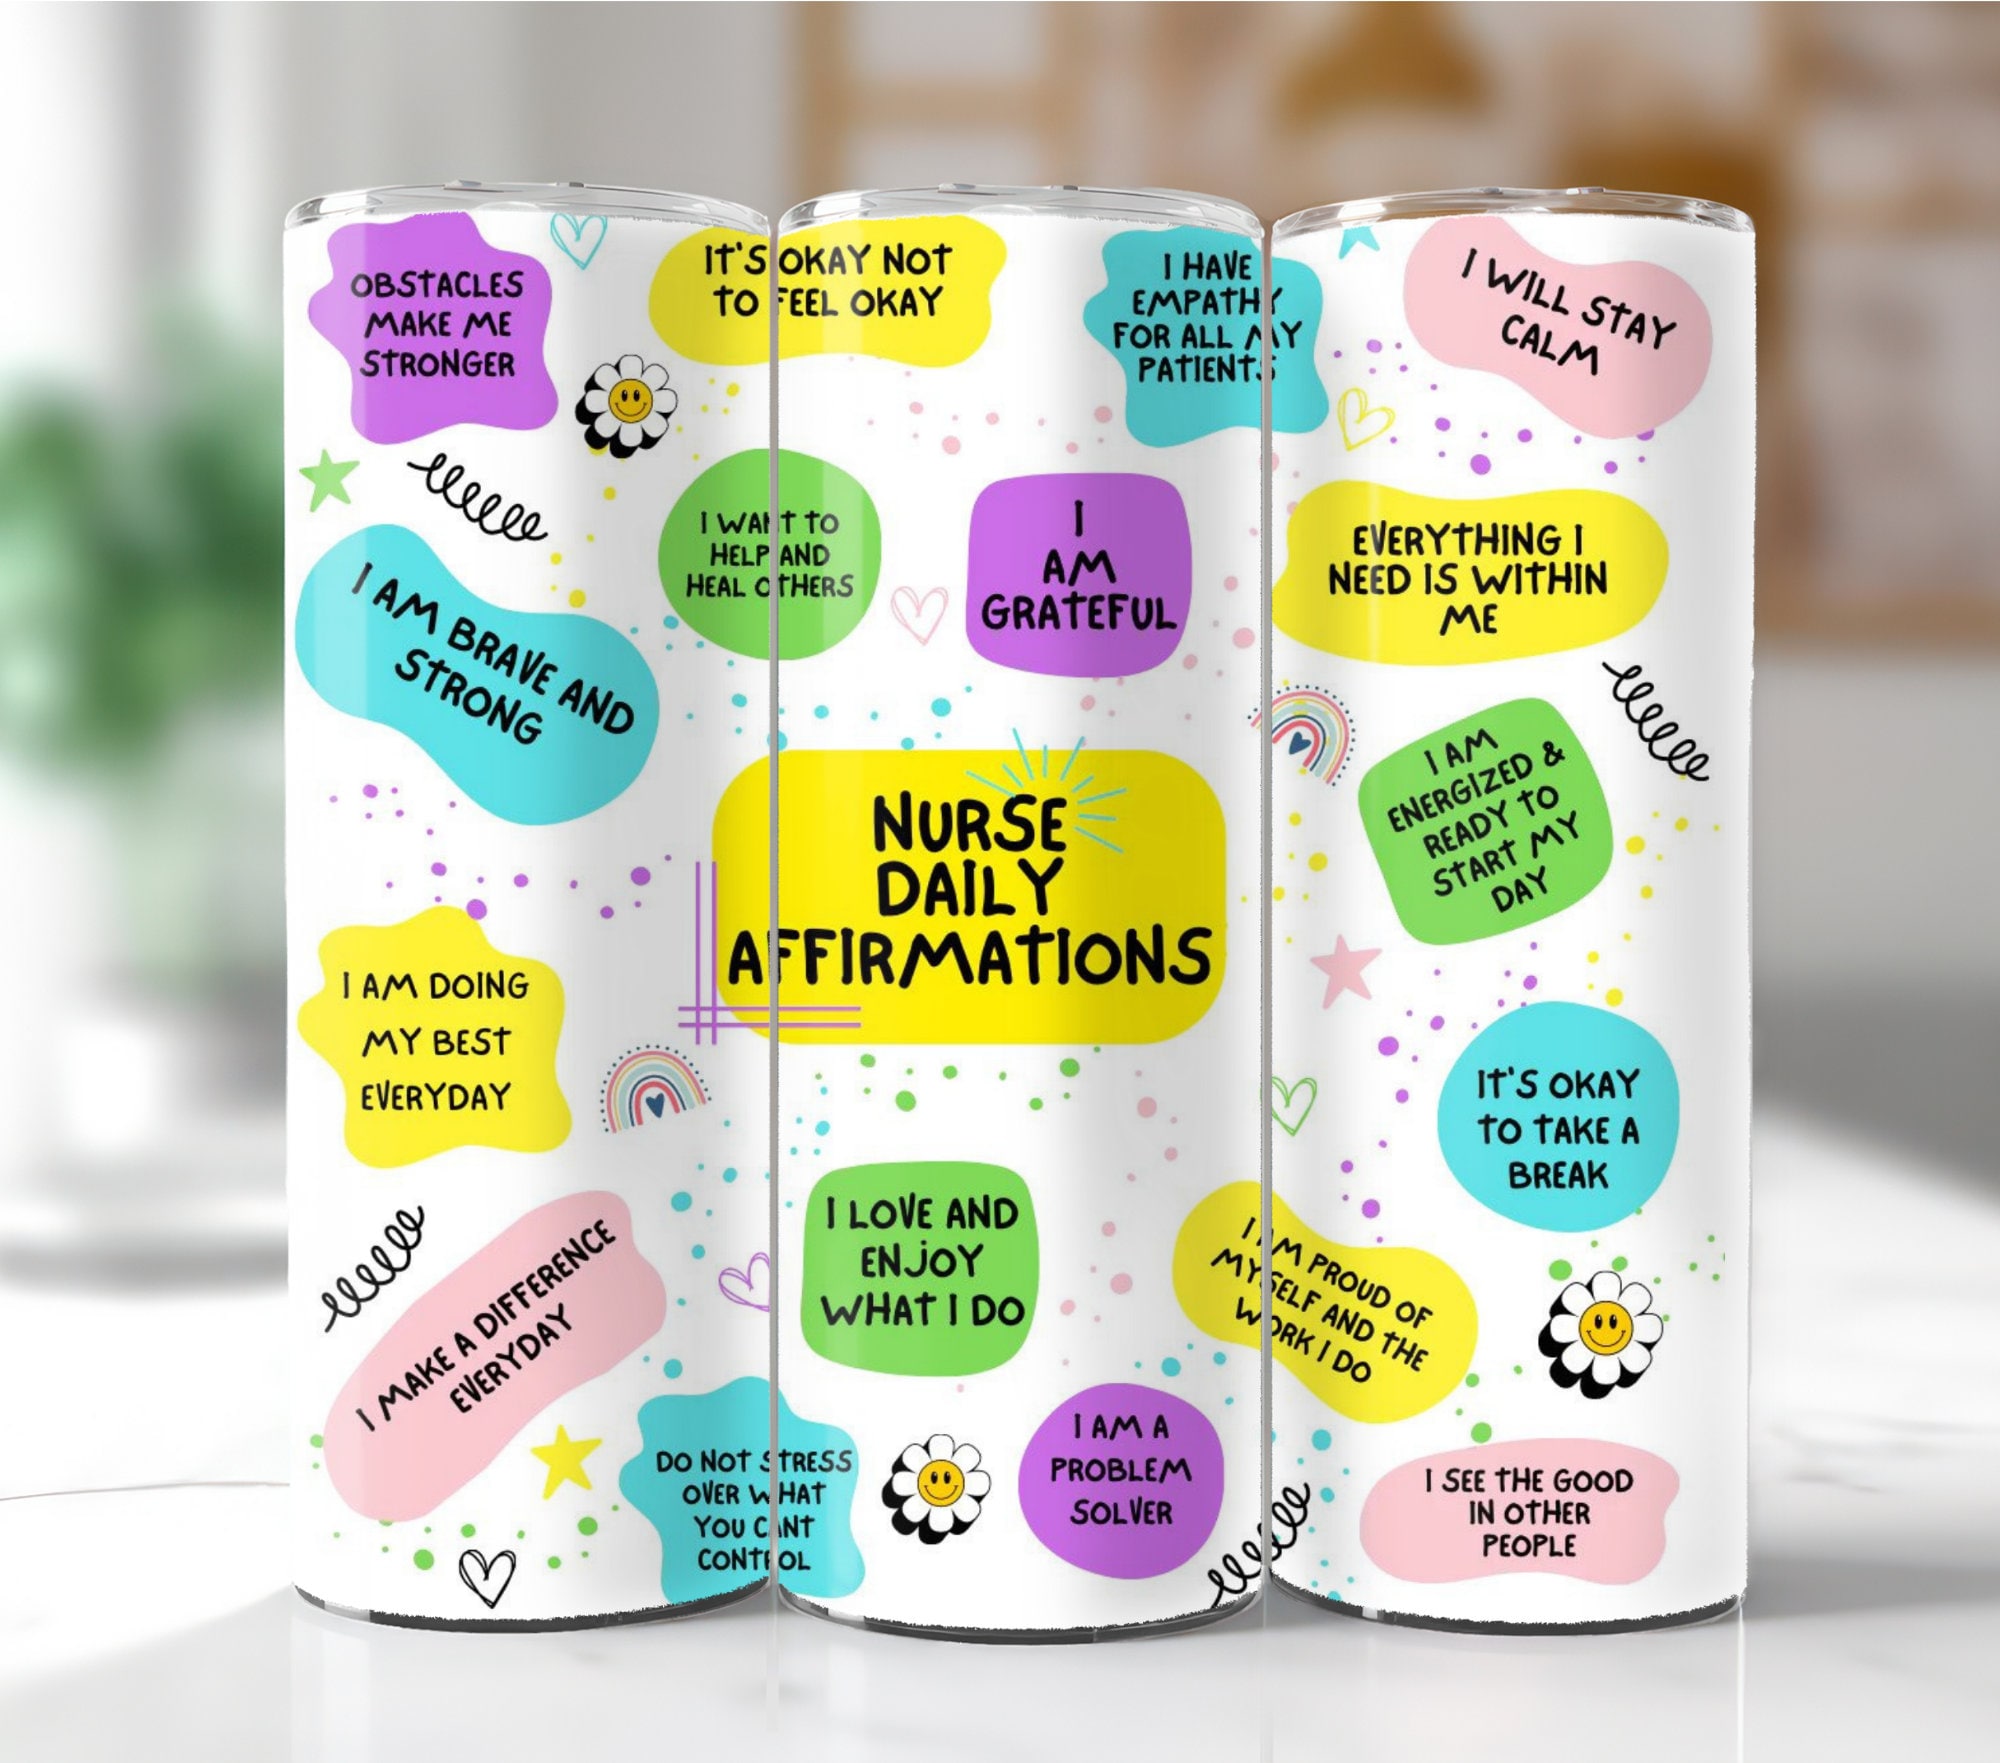 OBSTACLES
MAKE ME
STRONGER
IT'S OKAY NOT
TO FEEL OKAY
I HAVE
EMPATHY
FOR ALL MY
PATIENTS
I WILL STAY
CALM
I WANT TO
HELP AND
HEAL OTHERS
I
AM
GRATEFUL
EVERYTHING I
NEED IS WITHIN
ME
I AM BRAVE AND
STRONG
I AM
ENERGIZED &
READY TO
START MY
DAY
NURSE
DAILY
AFFIRMATIONS
I AM DOING
MY BEST
EVERYDAY
IT'S OKAY
TO TAKE A
BREAK
I MAKE A DIFFERENCE
EVERYDAY
I LOVE AND
ENJOY
WHAT I DO
I AM PROUD OF
MYSELF AND THE
WORK I DO
DO NOT STRESS
OVER WHAT
YOU CANT
CONTROL
I AM A
PROBLEM
SOLVER
I SEE THE GOOD
IN OTHER
PEOPLE